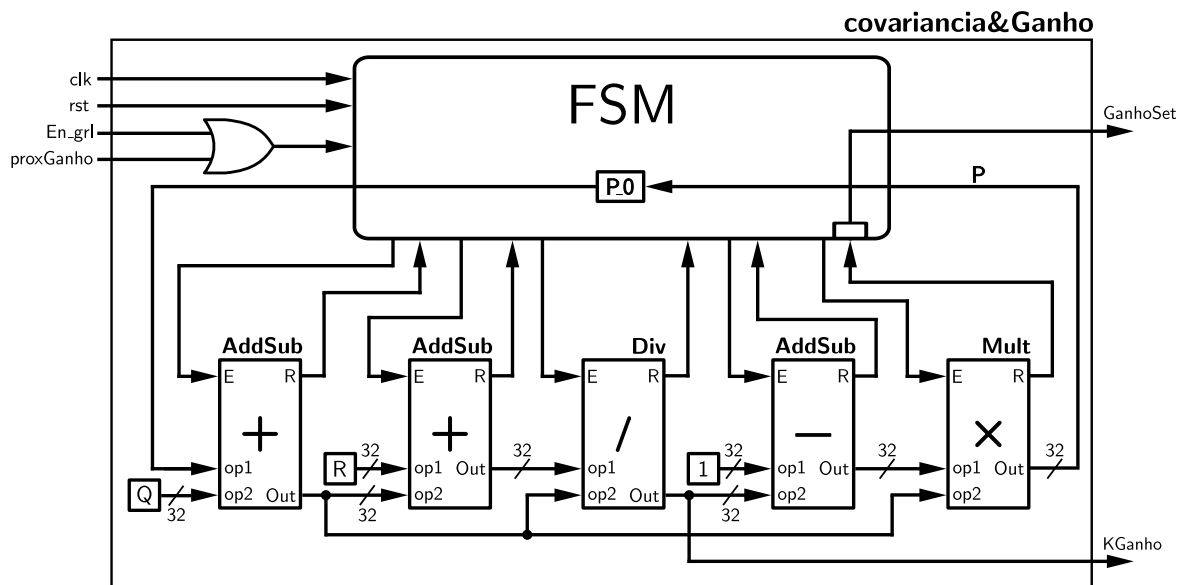 covariancia&Ganho
clk
rst
En_grl
proxGanho
FSM
GanhoSet
P_0
P
AddSub AddSub Div AddSub Mult
E R E R E R E R E R
+ + / − ×
op1 R 32 op1 Out 32 op1 1 32 op1 Out 32 op1 Out 32
Q 32 op2 Out 32 op2 op2 Out 32 op2 op2
KGanho